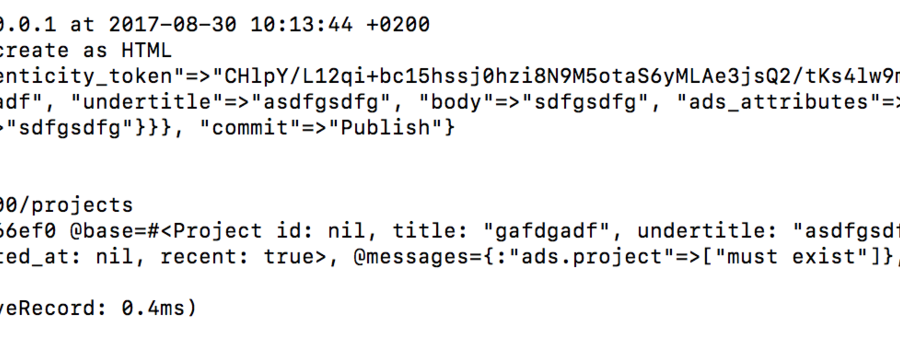 0.0.1 at 2017-08-30 10:13:44 +0200
create as HTML
enticity_token"=>"CHlpY/L12qi+bc15hssj0hzi8N9M5otaS6yMLAe3jsQ2/tKs4lw9m
adf", "undertitle"=>"asdfgsdfg", "body"=>"sdfgsdfg", "ads_attributes"=>
>"sdfgsdfg"}}}, "commit"=>"Publish"}
00/projects
66ef0 @base=#<Project id: nil, title: "gafdgadf", undertitle: "asdfgsdf
ted_at: nil, recent: true>, @messages={:"ads.project"=>["must exist"]},
veRecord: 0.4ms)